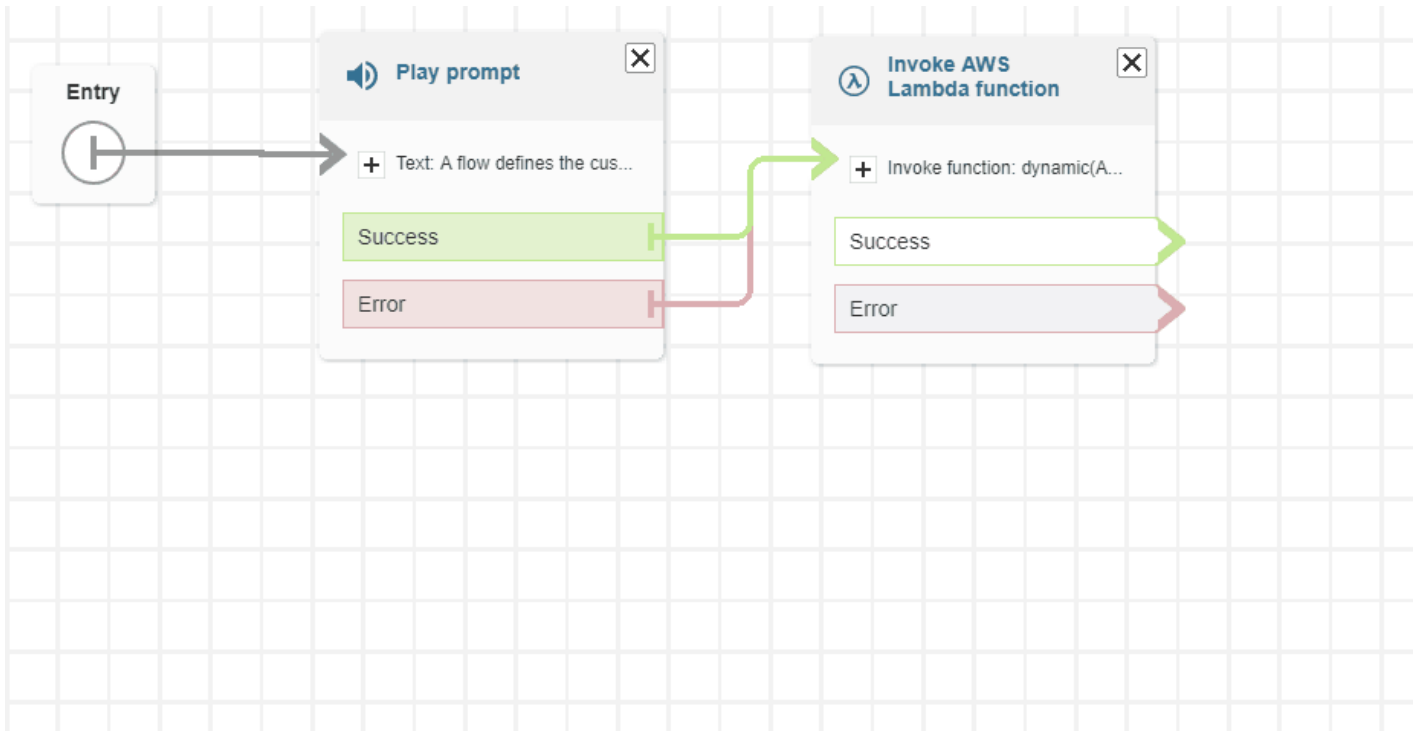 Entry
Play prompt
Text: A flow defines the cus...
Success
Error
Invoke AWS
Lambda function
Invoke function: dynamic(A...
Success
Error